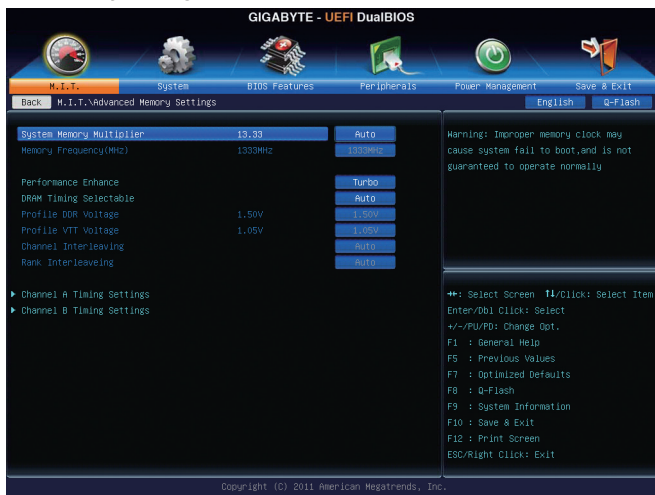 GIGABYTE - UEFI DualBIOS
M.I.T. System BIOS Features Peripherals Power Management Save & Exit
Back M.I.T.\Advanced Memory Settings English Q-Flash
System Memory Multiplier 13.33 Auto
Memory Frequency(MHz) 1333MHz 1333MHz
Performance Enhance Turbo
DRAM Timing Selectable Auto
Profile DDR Voltage 1.50V 1.50V
Profile VTT Voltage 1.05V 1.05V
Channel Interleaving Auto
Rank Interleaveing Auto
Channel A Timing Settings
Channel B Timing Settings
Warning: Improper memory clock may
cause system fail to boot,and is not
guaranteed to operate normally
→←: Select Screen ↑↓/Click: Select Item
Enter/Dbl Click: Select
+/-/PU/PD: Change Opt.
F1 : General Help
F5 : Previous Values
F7 : Optimized Defaults
F8 : Q-Flash
F9 : System Information
F10 : Save & Exit
F12 : Print Screen
ESC/Right Click: Exit
Copyright (C) 2011 American Megatrends, Inc.